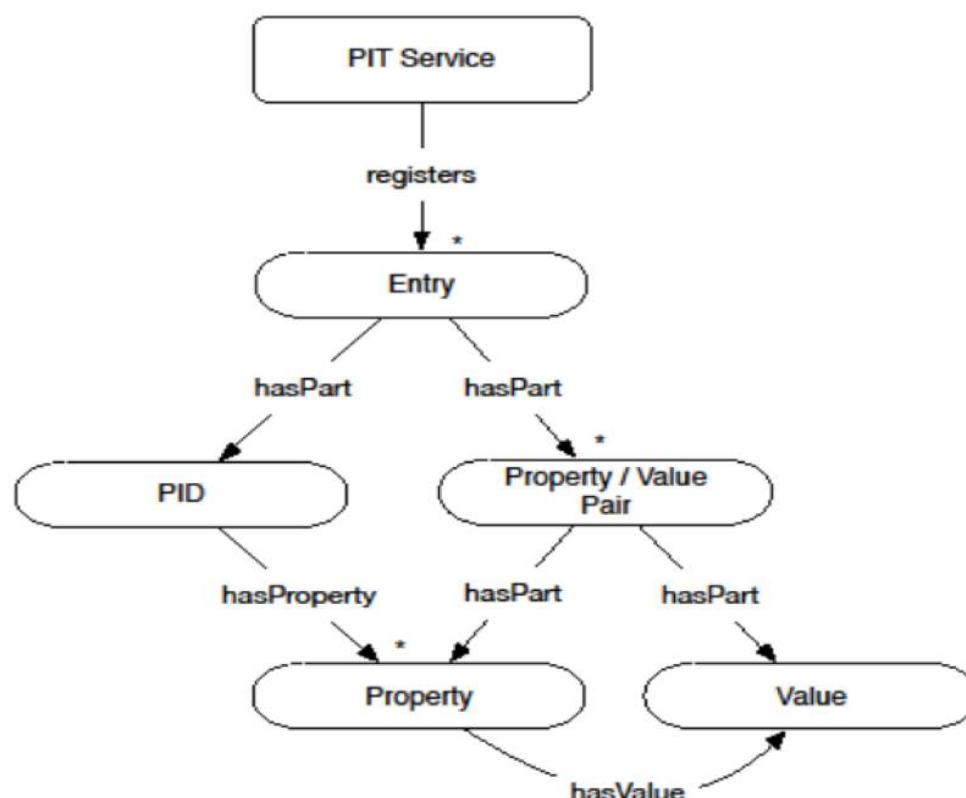 PIT Service
registers
*
Entry
hasPart
hasPart
*
PID
Property / Value
Pair
hasProperty
hasPart
hasPart
*
Property
Value
hasValue